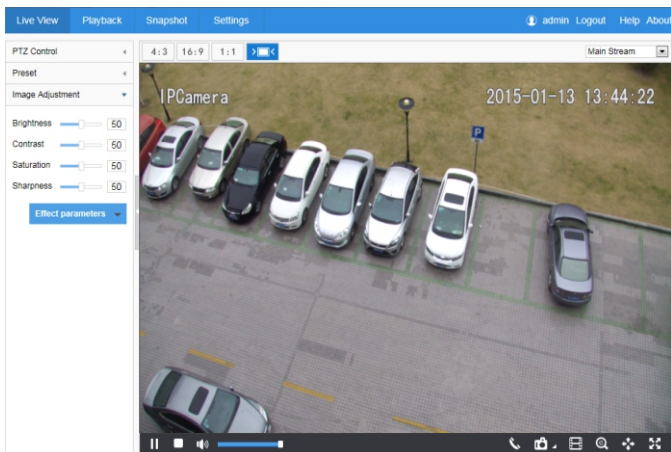 Live View Playback Snapshot Settings admin Logout Help About
PTZ Control
4:3 16:9 1:1 Main Stream
Preset
Image Adjustment
IPCamera 2015-01-13 13:44:22
P
Brightness 50
Contrast 50
Saturation 50
Sharpness 50
Effect parameters